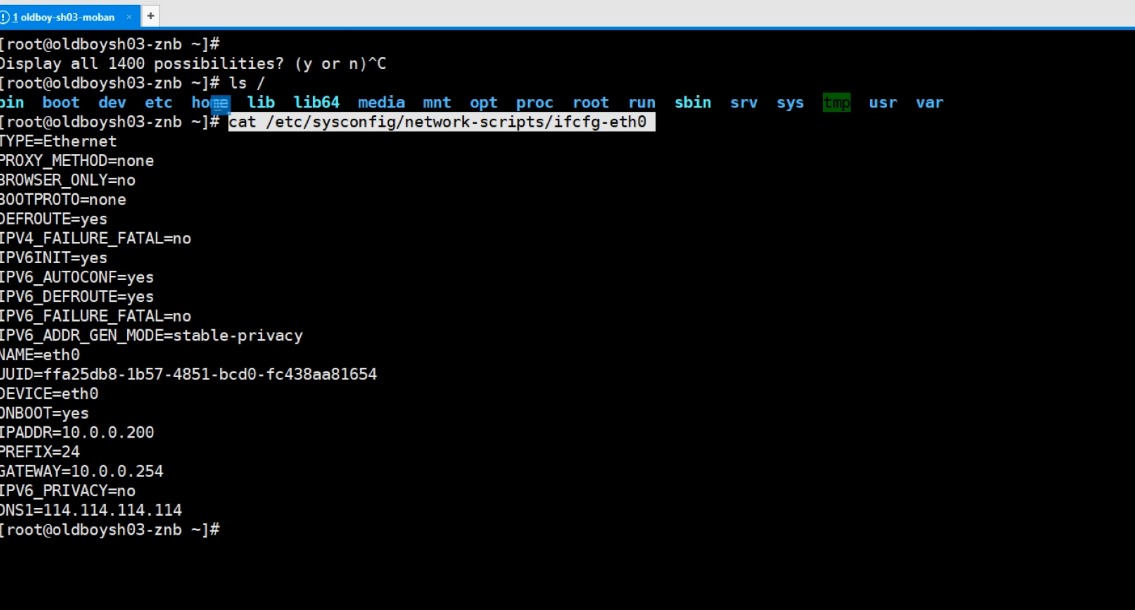 1 oldboy-sh03-moban × +
[root@oldboysh03-znb ~]#
Display all 1400 possibilities? (y or n)^C
[root@oldboysh03-znb ~]# ls /
bin boot dev etc home lib lib64 media mnt opt proc root run sbin srv sys tmp usr var
[root@oldboysh03-znb ~]# cat /etc/sysconfig/network-scripts/ifcfg-eth0
TYPE=Ethernet
PROXY_METHOD=none
BROWSER_ONLY=no
BOOTPROTO=none
DEFROUTE=yes
IPV4_FAILURE_FATAL=no
IPV6INIT=yes
IPV6_AUTOCONF=yes
IPV6_DEFROUTE=yes
IPV6_FAILURE_FATAL=no
IPV6_ADDR_GEN_MODE=stable-privacy
NAME=eth0
UUID=ffa25db8-1b57-4851-bcd0-fc438aa81654
DEVICE=eth0
ONBOOT=yes
IPADDR=10.0.0.200
PREFIX=24
GATEWAY=10.0.0.254
IPV6_PRIVACY=no
DNS1=114.114.114.114
[root@oldboysh03-znb ~]#